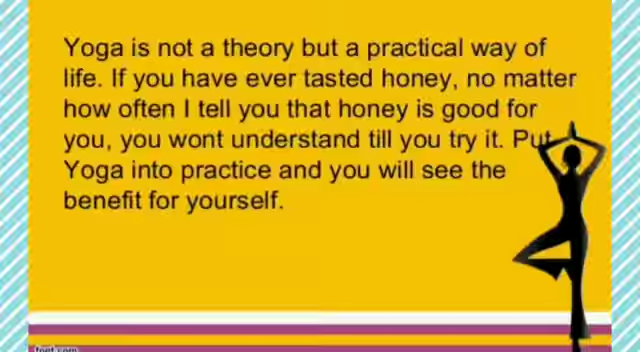 Yoga is not a theory but a practical way of
life. If you have ever tasted honey, no matter
how often I tell you that honey is good for
you, you wont understand till you try it. Put
Yoga into practice and you will see the
benefit for yourself.